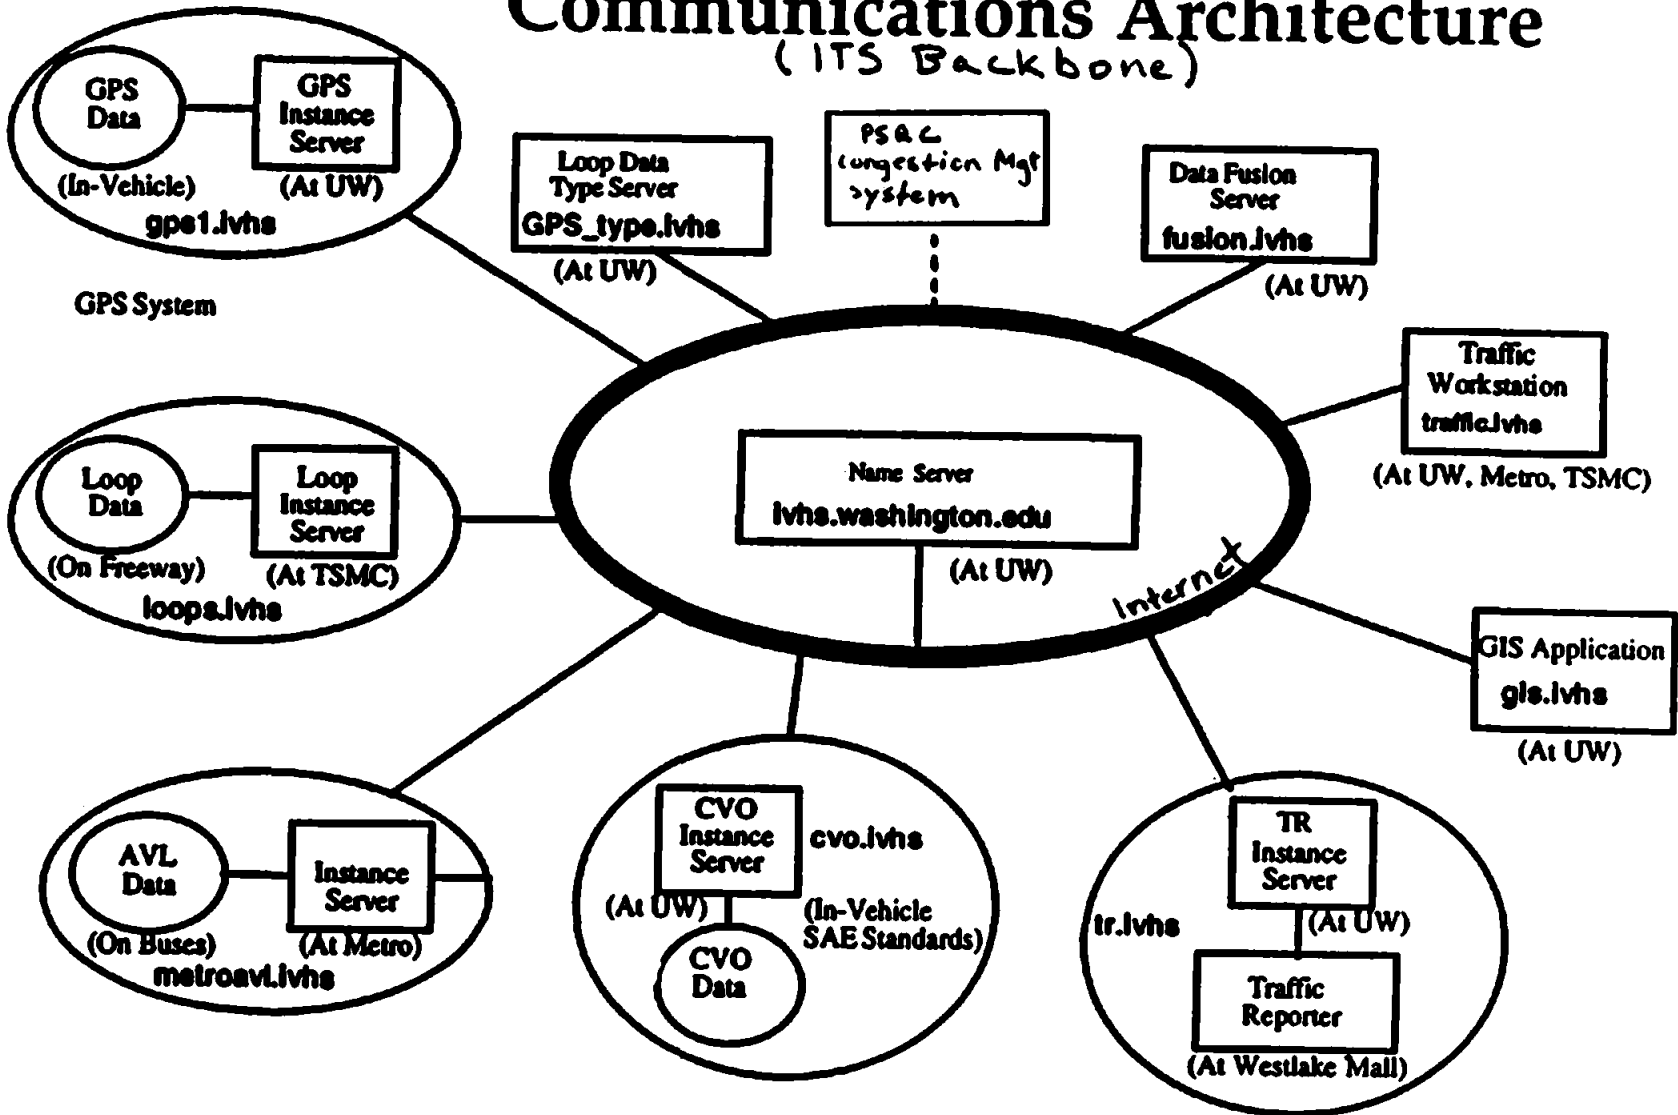 Communications Architecture
(ITS Backbone)
GPS
Data
GPS
Instance
Server
(In-Vehicle)
(At UW)
gps1.ivhs
GPS System
Loop Data
Type Server
GPS_type.ivhs
(At UW)
PSRC
Congestion Mgt
System
Data Fusion
Server
fusion.ivhs
(At UW)
Traffic
Workstation
traffic.ivhs
(At UW, Metro, TSMC)
Loop
Data
Loop
Instance
Server
(On Freeway)
(At TSMC)
loops.ivhs
Name Server
ivhs.washington.edu
(At UW)
Internet
GIS Application
gis.ivhs
(At UW)
AVL
Data
Instance
Server
(On Buses)
(At Metro)
metroavl.ivhs
CVO
Instance
Server
cvo.ivhs
(At UW)
(In-Vehicle
SAE Standards)
CVO
Data
TR
Instance
Server
tr.ivhs
(At UW)
Traffic
Reporter
(At Westlake Mall)